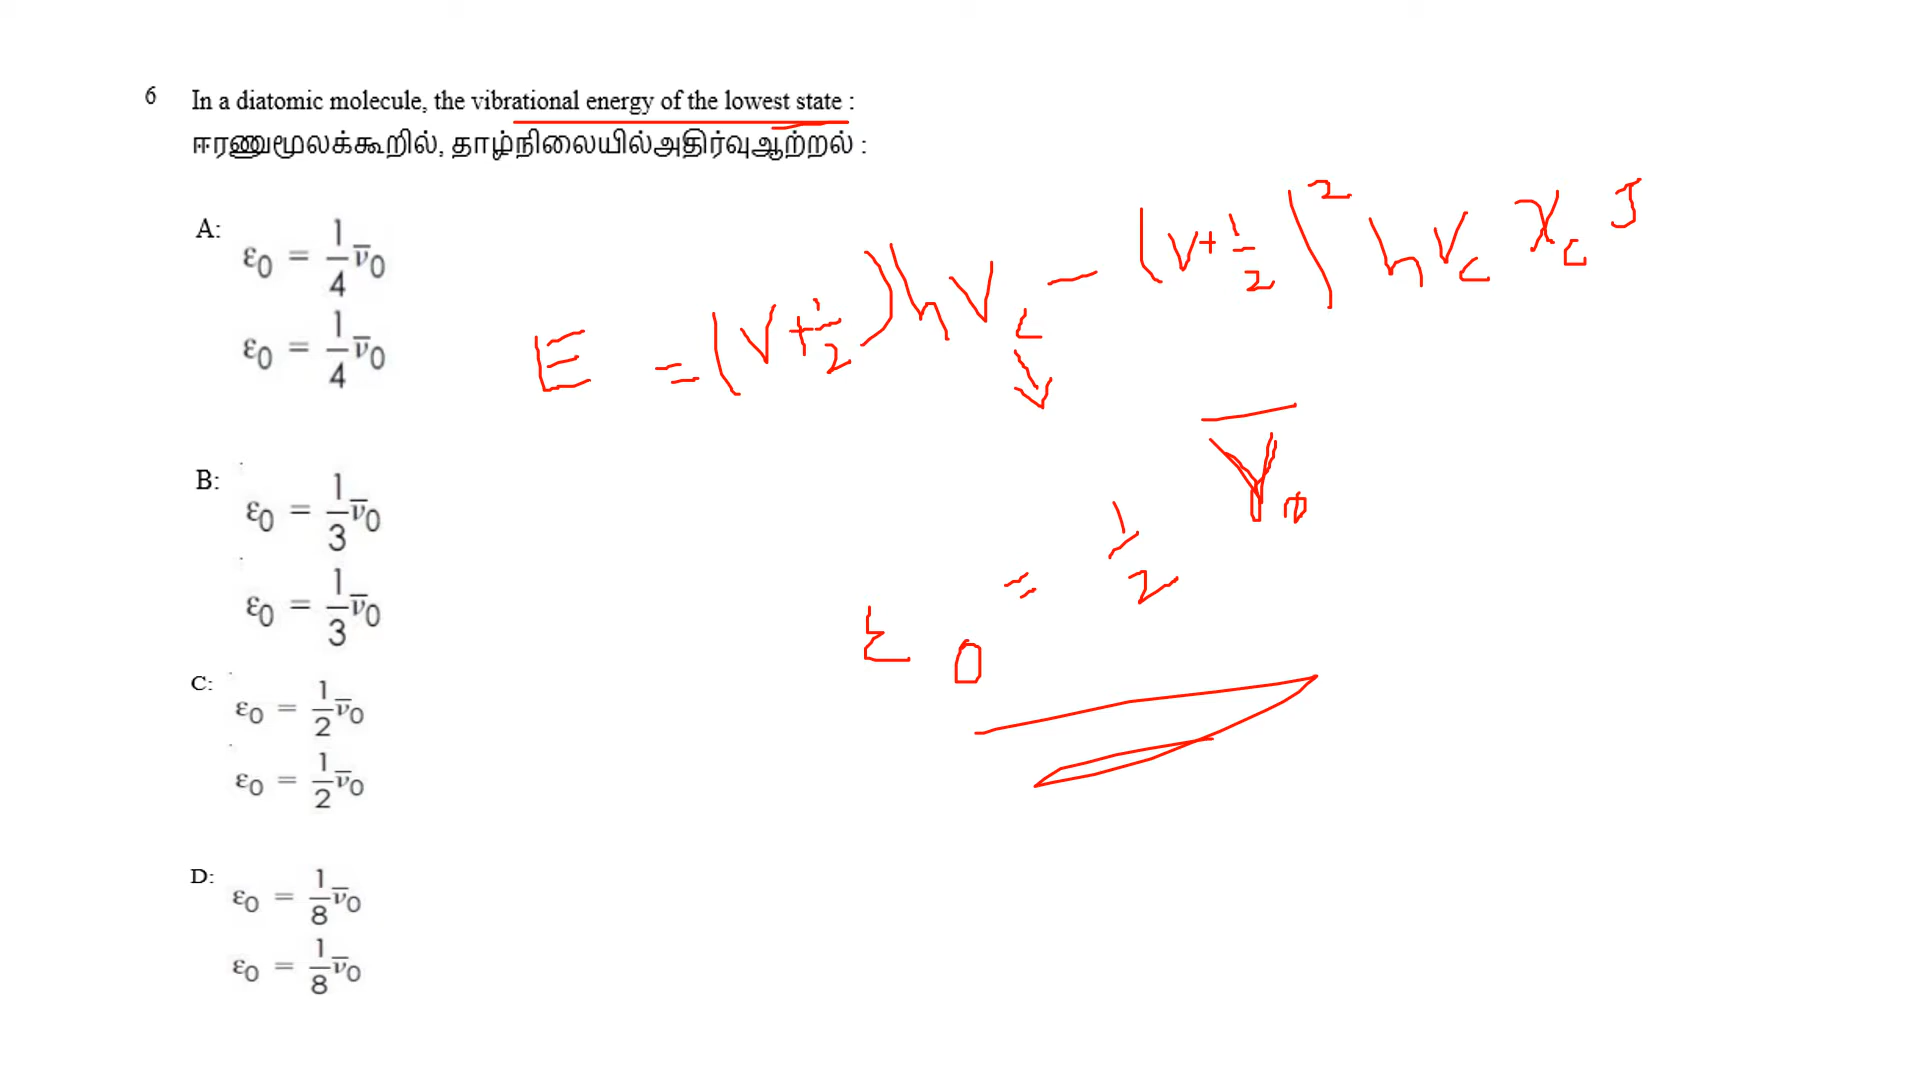 6 In a diatomic molecule, the vibrational energy of the lowest state :
ஈரணுமூலக்கூறில், தாழ்நிலையில்அதிர்வுஆற்றல் :
A: ε₀ = 1/4 ν̅₀
ε₀ = 1/4 ν̅₀
B: ε₀ = 1/3 ν̅₀
ε₀ = 1/3 ν̅₀
C: ε₀ = 1/2 ν̅₀
ε₀ = 1/2 ν̅₀
D: ε₀ = 1/8 ν̅₀
ε₀ = 1/8 ν̅₀
E = (V + 1/2) h V
− (V + 1/2)² h V
J
ε₀ = 1/2 ν̅₀